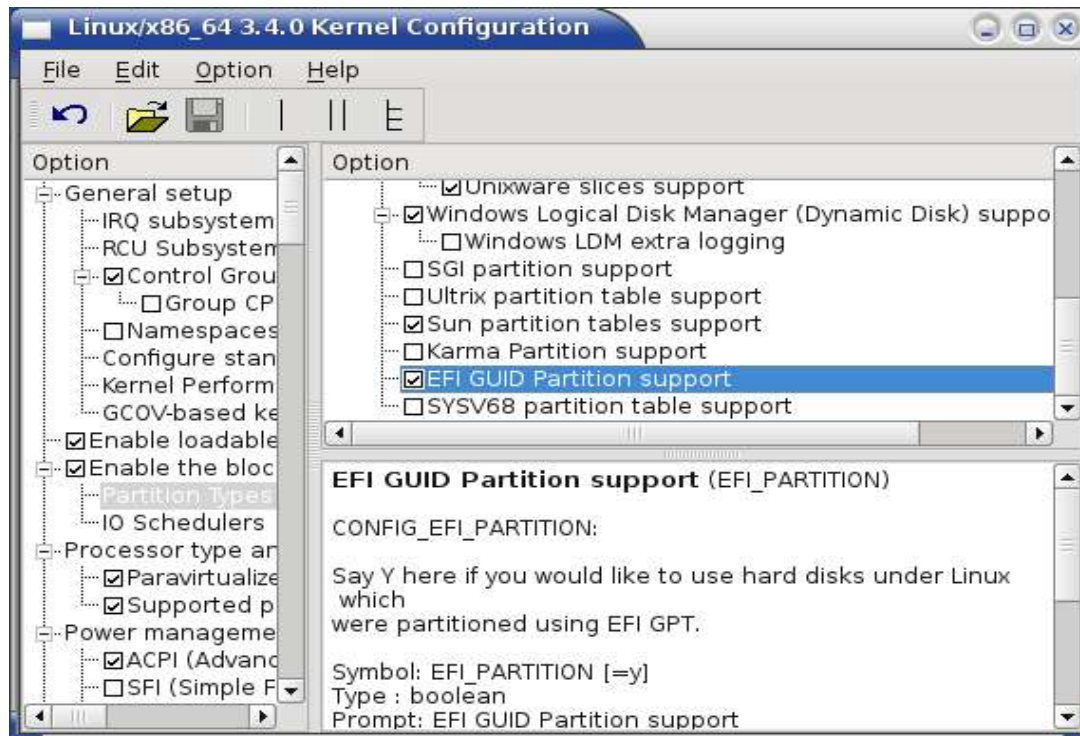 Linux/x86_64 3.4.0 Kernel Configuration
File Edit Option Help
Option
General setup
IRQ subsystem
RCU Subsystem
Control Grou
Group CP
Namespaces
Configure stan
Kernel Perform
GCOV-based ke
Enable loadable
Enable the bloc
Partition Types
IO Schedulers
Processor type an
Paravirtualize
Supported p
Power manageme
ACPI (Advanc
SFI (Simple F
Option
Unixware slices support
Windows Logical Disk Manager (Dynamic Disk) suppo
Windows LDM extra logging
SGI partition support
Ultrix partition table support
Sun partition tables support
Karma Partition support
EFI GUID Partition support
SYSV68 partition table support
EFI GUID Partition support (EFI_PARTITION)
CONFIG_EFI_PARTITION:
Say Y here if you would like to use hard disks under Linux
which
were partitioned using EFI GPT.
Symbol: EFI_PARTITION [=y]
Type : boolean
Prompt: EFI GUID Partition support